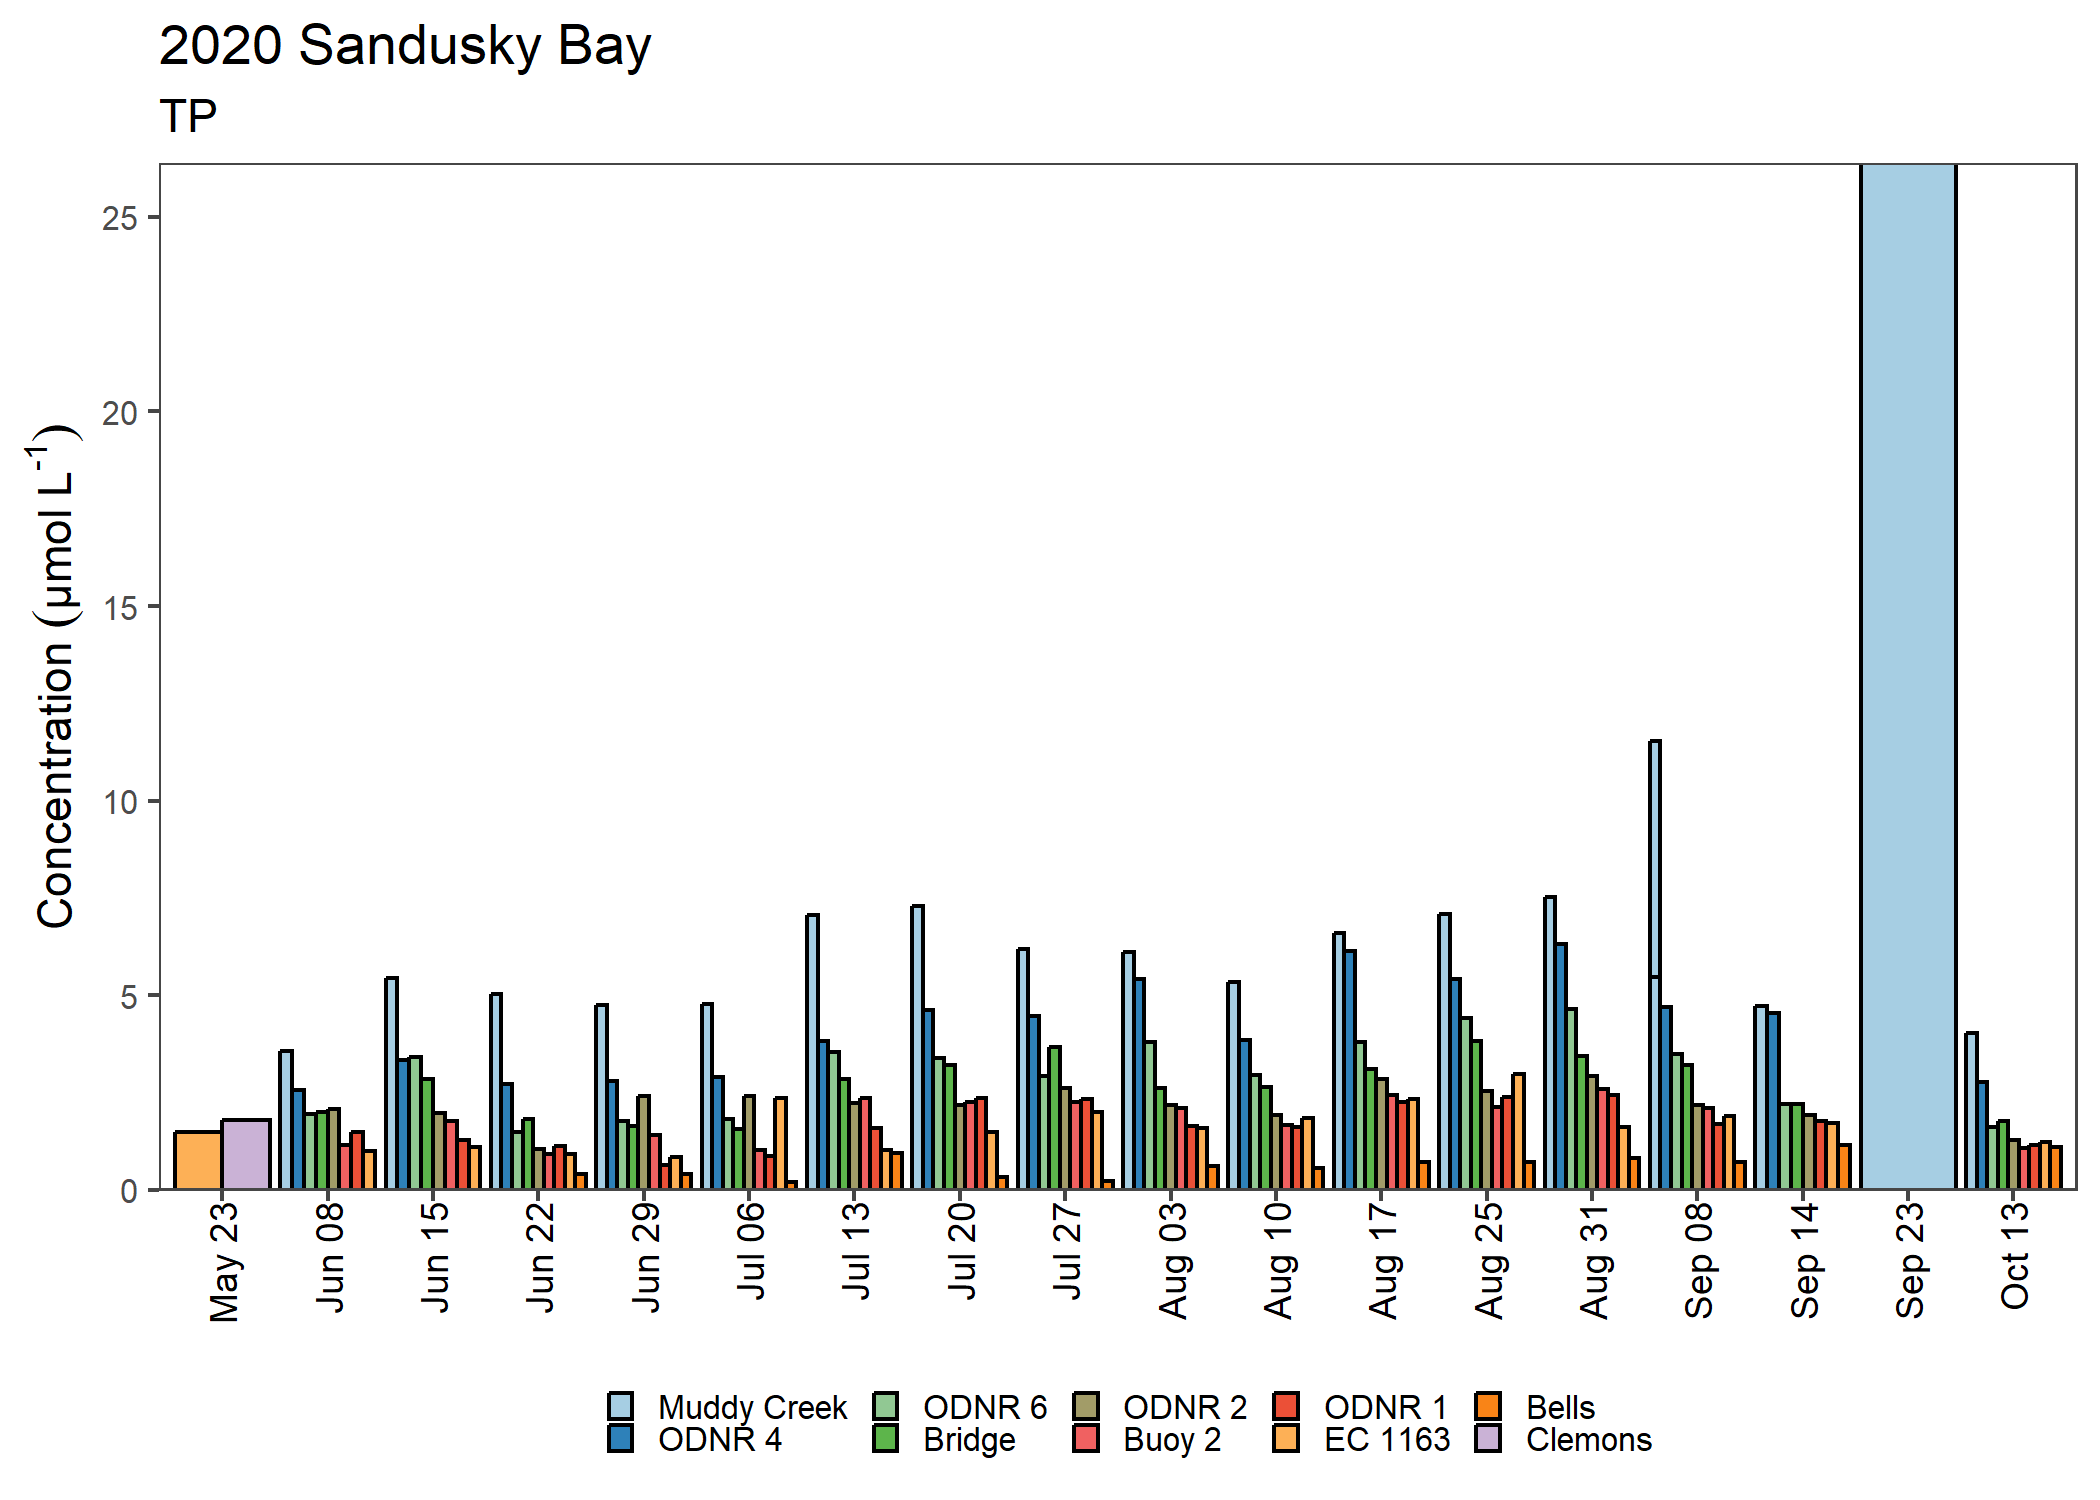 2020 Sandusky Bay
TP
Concentration (µmol L⁻¹)
25
20
15
10
5
0
May 23
Jun 08
Jun 15
Jun 22
Jun 29
Jul 06
Jul 13
Jul 20
Jul 27
Aug 03
Aug 10
Aug 17
Aug 25
Aug 31
Sep 08
Sep 14
Sep 23
Oct 13
Muddy Creek ODNR 6 ODNR 2 ODNR 1 Bells
ODNR 4 Bridge Buoy 2 EC 1163 Clemons